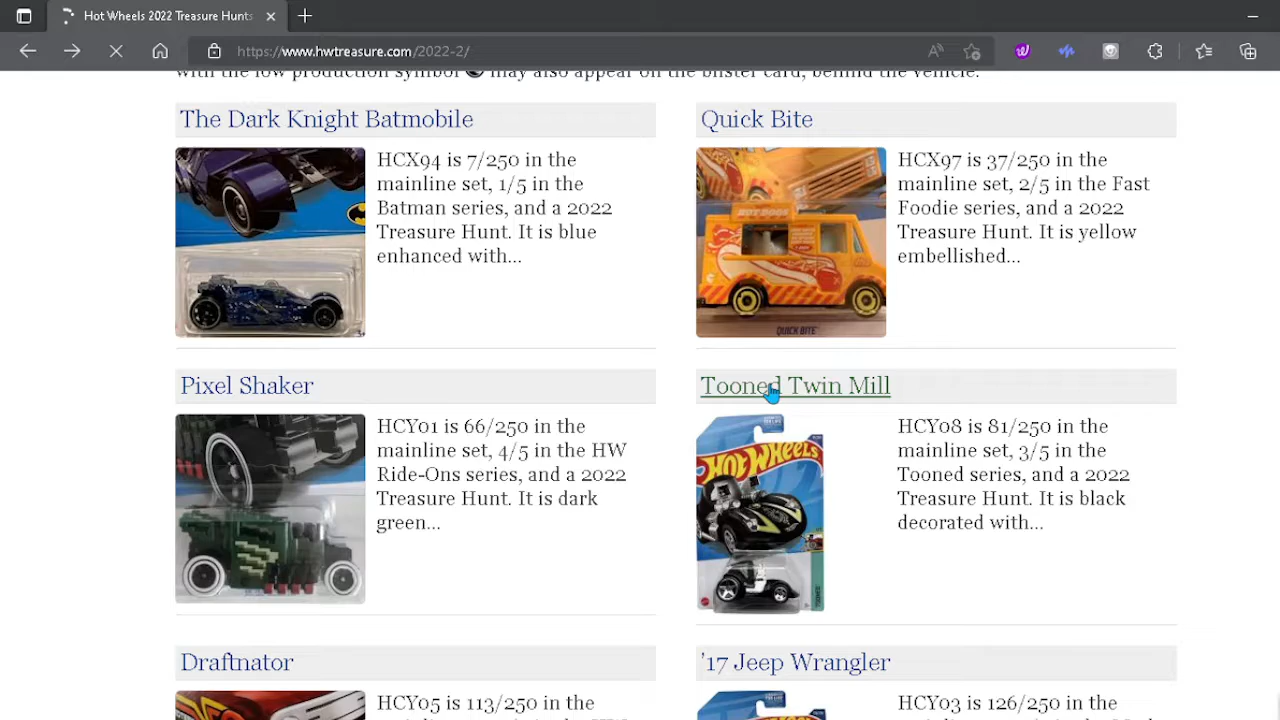 Hot Wheels 2022 Treasure Hunts
https://www.hwtreasure.com/2022-2/
with the low production symbol may also appear on the blister card, behind the vehicle.
The Dark Knight Batmobile
HCX94 is 7/250 in the
mainline set, 1/5 in the
Batman series, and a 2022
Treasure Hunt. It is blue
enhanced with...
Quick Bite
HOT DOGS
QUICK BITE
HCX97 is 37/250 in the
mainline set, 2/5 in the Fast
Foodie series, and a 2022
Treasure Hunt. It is yellow
embellished...
Pixel Shaker
HCY01 is 66/250 in the
mainline set, 4/5 in the HW
Ride-Ons series, and a 2022
Treasure Hunt. It is dark
green...
Tooned Twin Mill
HOT WHEELS
HCY08 is 81/250 in the
mainline set, 3/5 in the
Tooned series, and a 2022
Treasure Hunt. It is black
decorated with...
Draftnator
HCY05 is 113/250 in the
'17 Jeep Wrangler
HCY03 is 126/250 in the